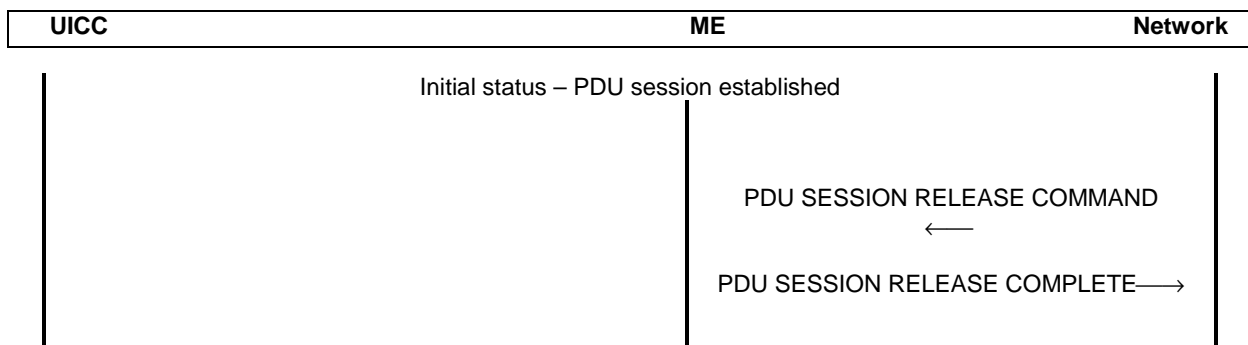 UICC ME Network
Initial status – PDU session established
PDU SESSION RELEASE COMMAND
←
PDU SESSION RELEASE COMPLETE→